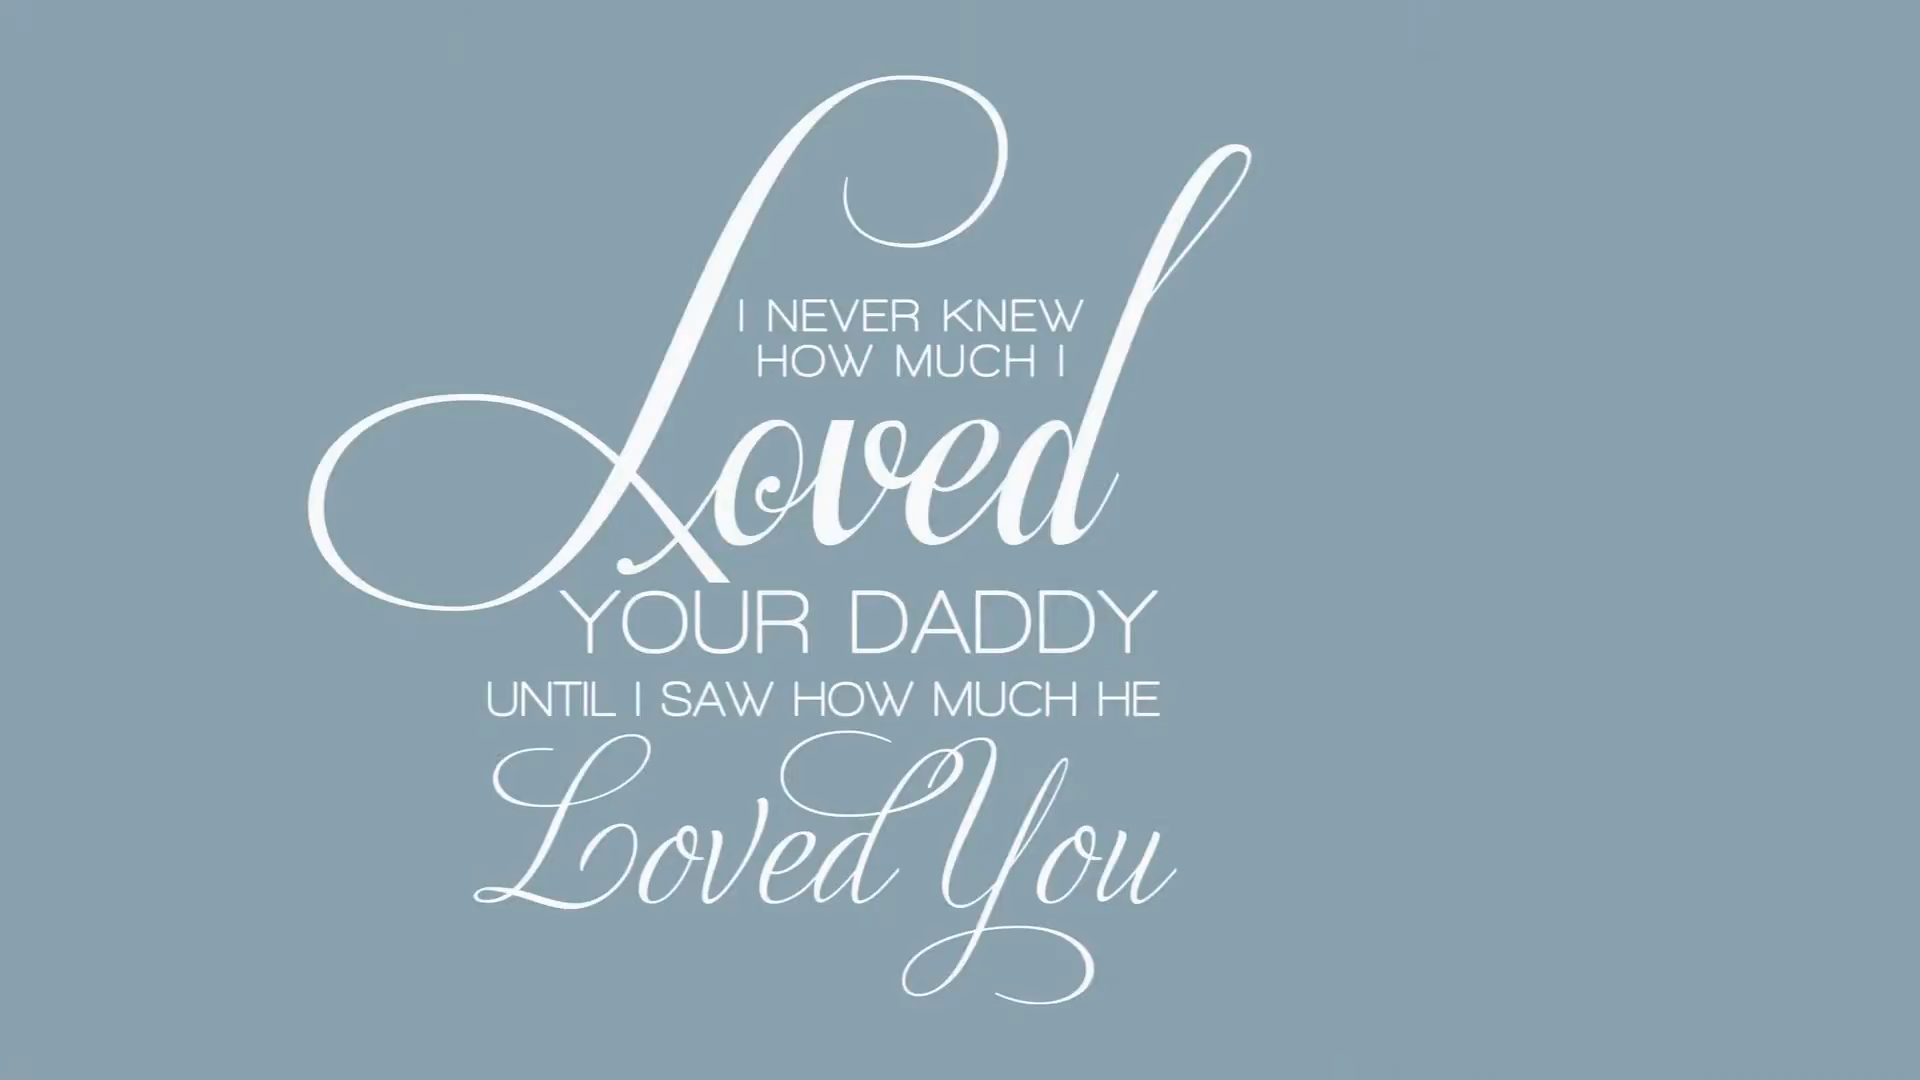 I NEVER KNEW
HOW MUCH I
Loved
YOUR DADDY
UNTIL I SAW HOW MUCH HE
Loved You